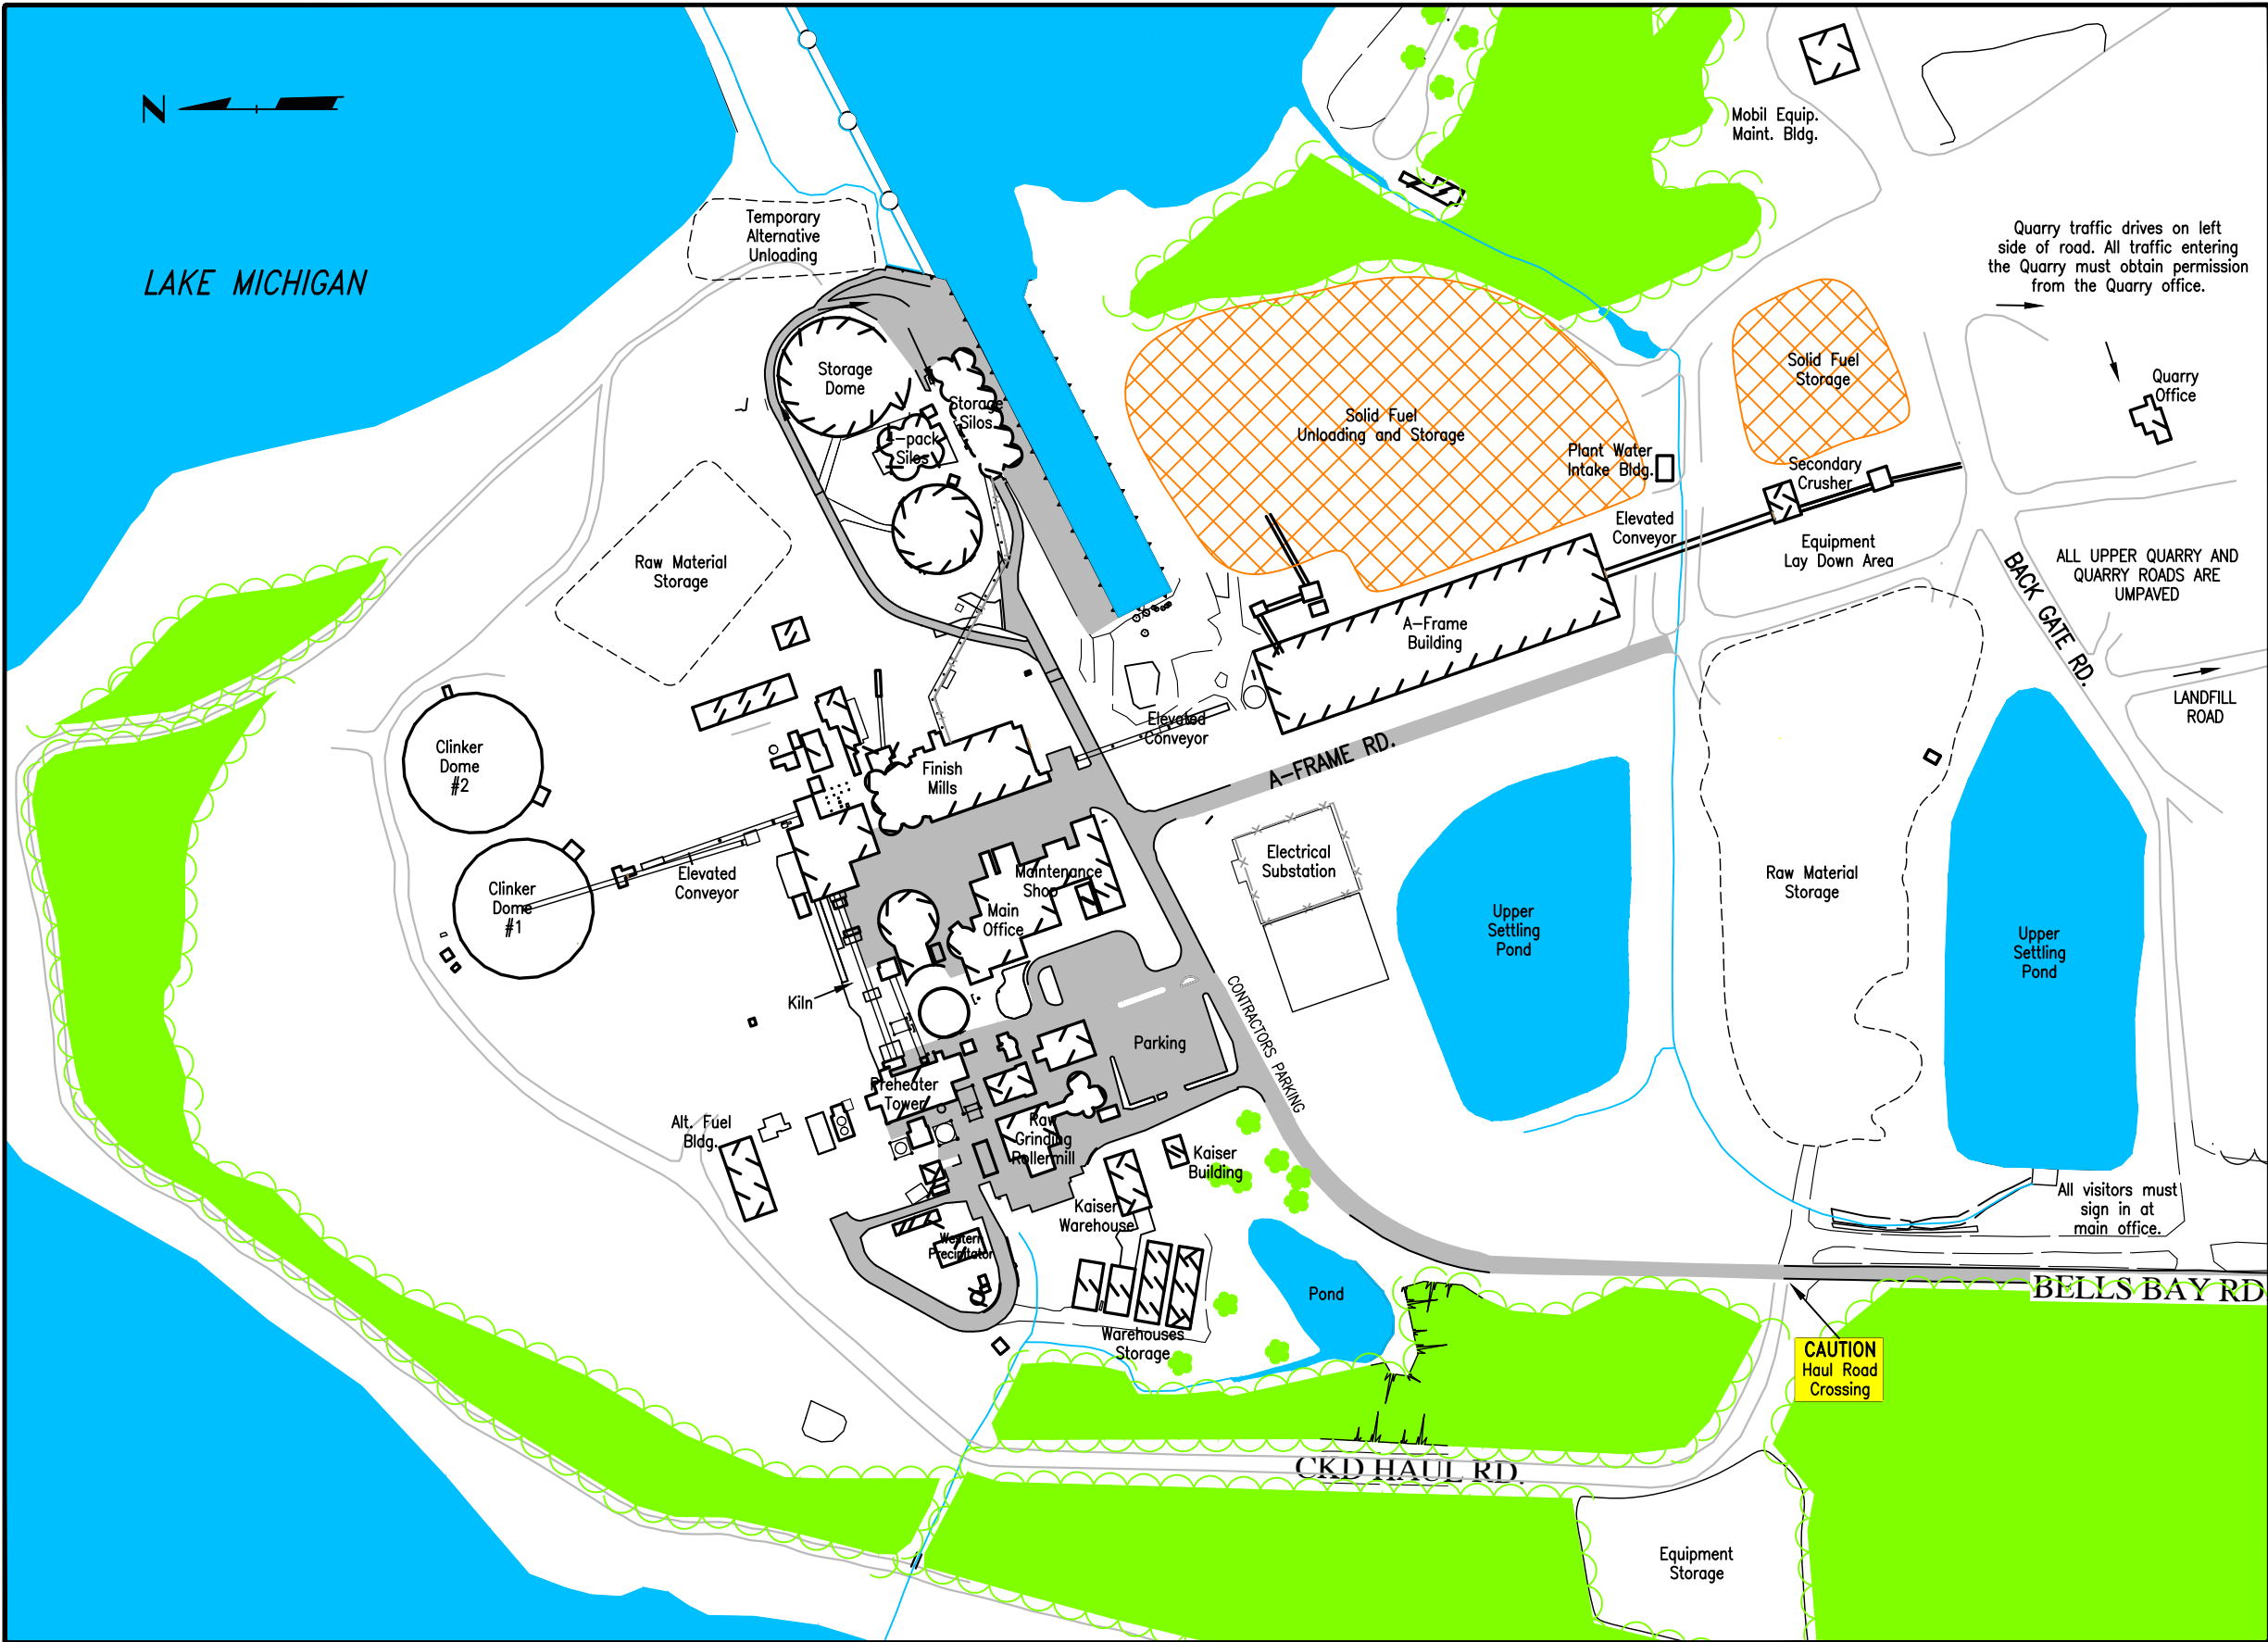 N
LAKE MICHIGAN
Temporary
Alternative
Unloading
Mobil Equip.
Maint. Bldg.
Quarry traffic drives on left
side of road. All traffic entering
the Quarry must obtain permission
from the Quarry office.
Storage
Dome
Storage
Silos
4-pack
Silos
Solid Fuel
Unloading and Storage
Solid Fuel
Storage
Quarry
Office
Plant Water
Intake Bldg.
Secondary
Crusher
Elevated
Conveyor
Equipment
Lay Down Area
Raw Material
Storage
ALL UPPER QUARRY AND
QUARRY ROADS ARE
UMPAVED
BACK GATE RD.
A-Frame
Building
LANDFILL
ROAD
Elevated
Conveyor
A-FRAME RD.
Clinker
Dome
#2
Finish
Mills
Clinker
Dome
#1
Elevated
Conveyor
Maintenance
Shop
Main
Office
Electrical
Substation
Upper
Settling
Pond
Raw Material
Storage
Upper
Settling
Pond
Kiln
CONTRACTORS PARKING
Parking
Preheater
Tower
Alt. Fuel
Bldg.
Raw
Grinding
Rollermill
Kaiser
Building
Kaiser
Warehouse
Western
Precipitator
All visitors must
sign in at
main office.
Pond
BELLS BAY RD
Warehouses
Storage
CAUTION
Haul Road
Crossing
CKD HAUL RD.
Equipment
Storage